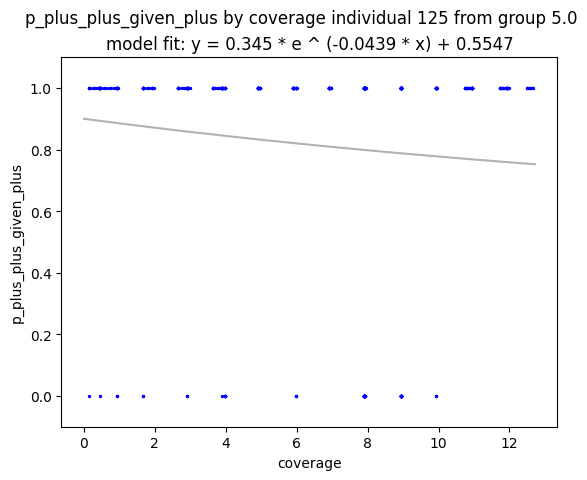 p_plus_plus_given_plus by coverage individual 125 from group 5.0
model fit: y = 0.345 * e ^ (-0.0439 * x) + 0.5547
1.0
0.8
0.6
0.4
0.2
0.0
p_plus_plus_given_plus
0 2 4 6 8 10 12
coverage